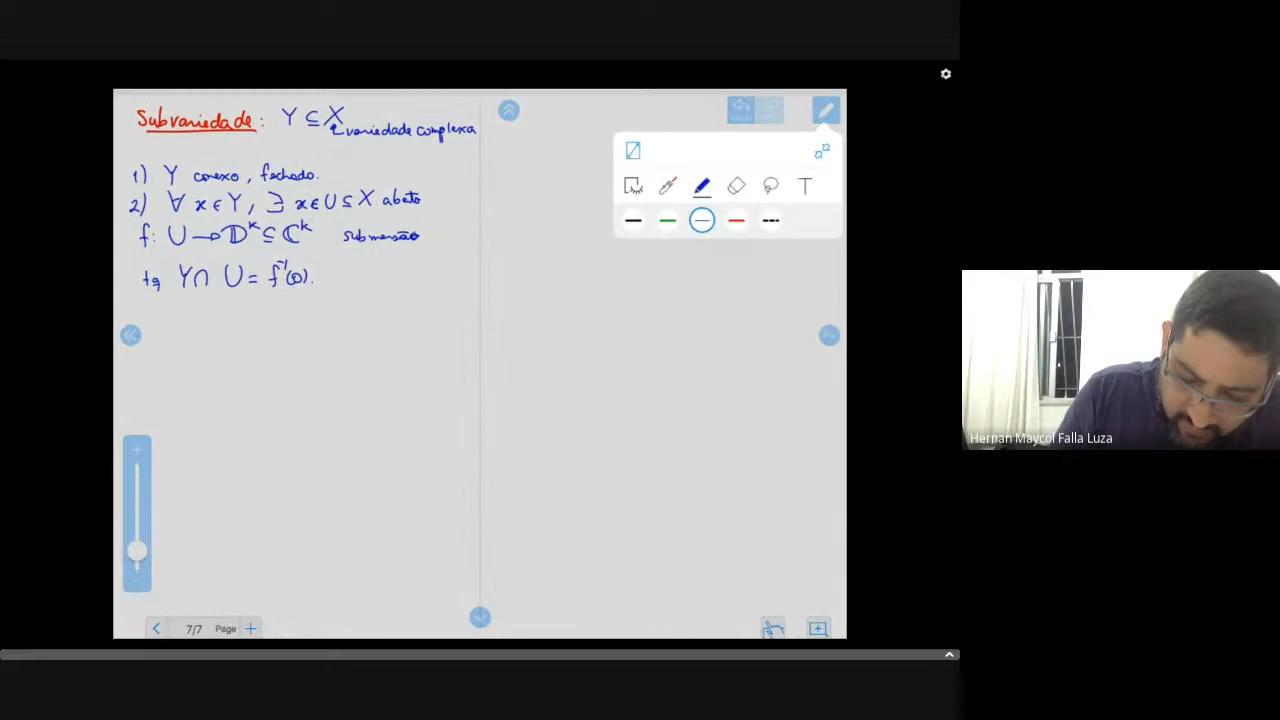 Subvariedade: Y ⊆ X
variedade complexa
1) Y conexo, fechado.
2) ∀ x ∈ Y, ∃ x ∈ U ⊆ X abeto
f: U → 𝔻ᵏ ⊆ ℂᵏ submersão
tq Y ∩ U = f⁻¹(0).
T
7/7 Page
Hernan Maycol Falla Luza